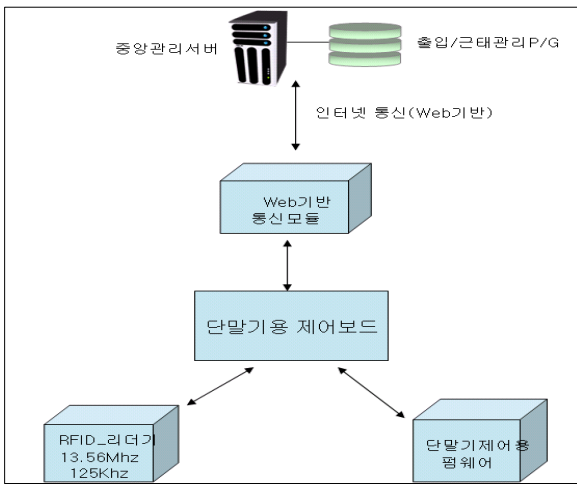 중앙관리서버
출입/근태관리P/G
인터넷 통신(Web기반)
Web기반
통신모듈
단말기용 제어보드
RFID_리더기
13.56Mhz
125Khz
단말기제어용
펌웨어